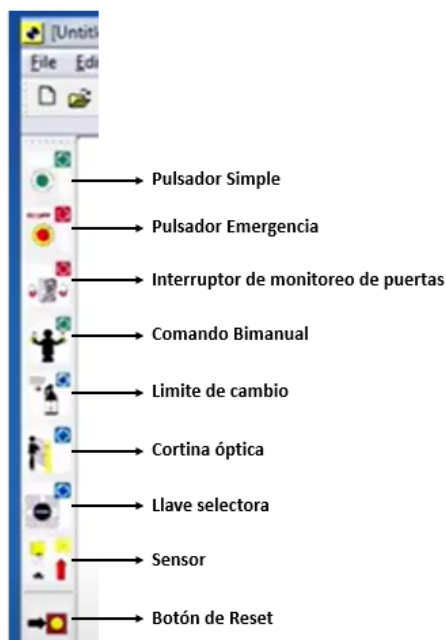 [Untitl
File Edi
Pulsador Simple
Pulsador Emergencia
Interruptor de monitoreo de puertas
Comando Bimanual
Limite de cambio
Cortina óptica
Llave selectora
Sensor
Botón de Reset